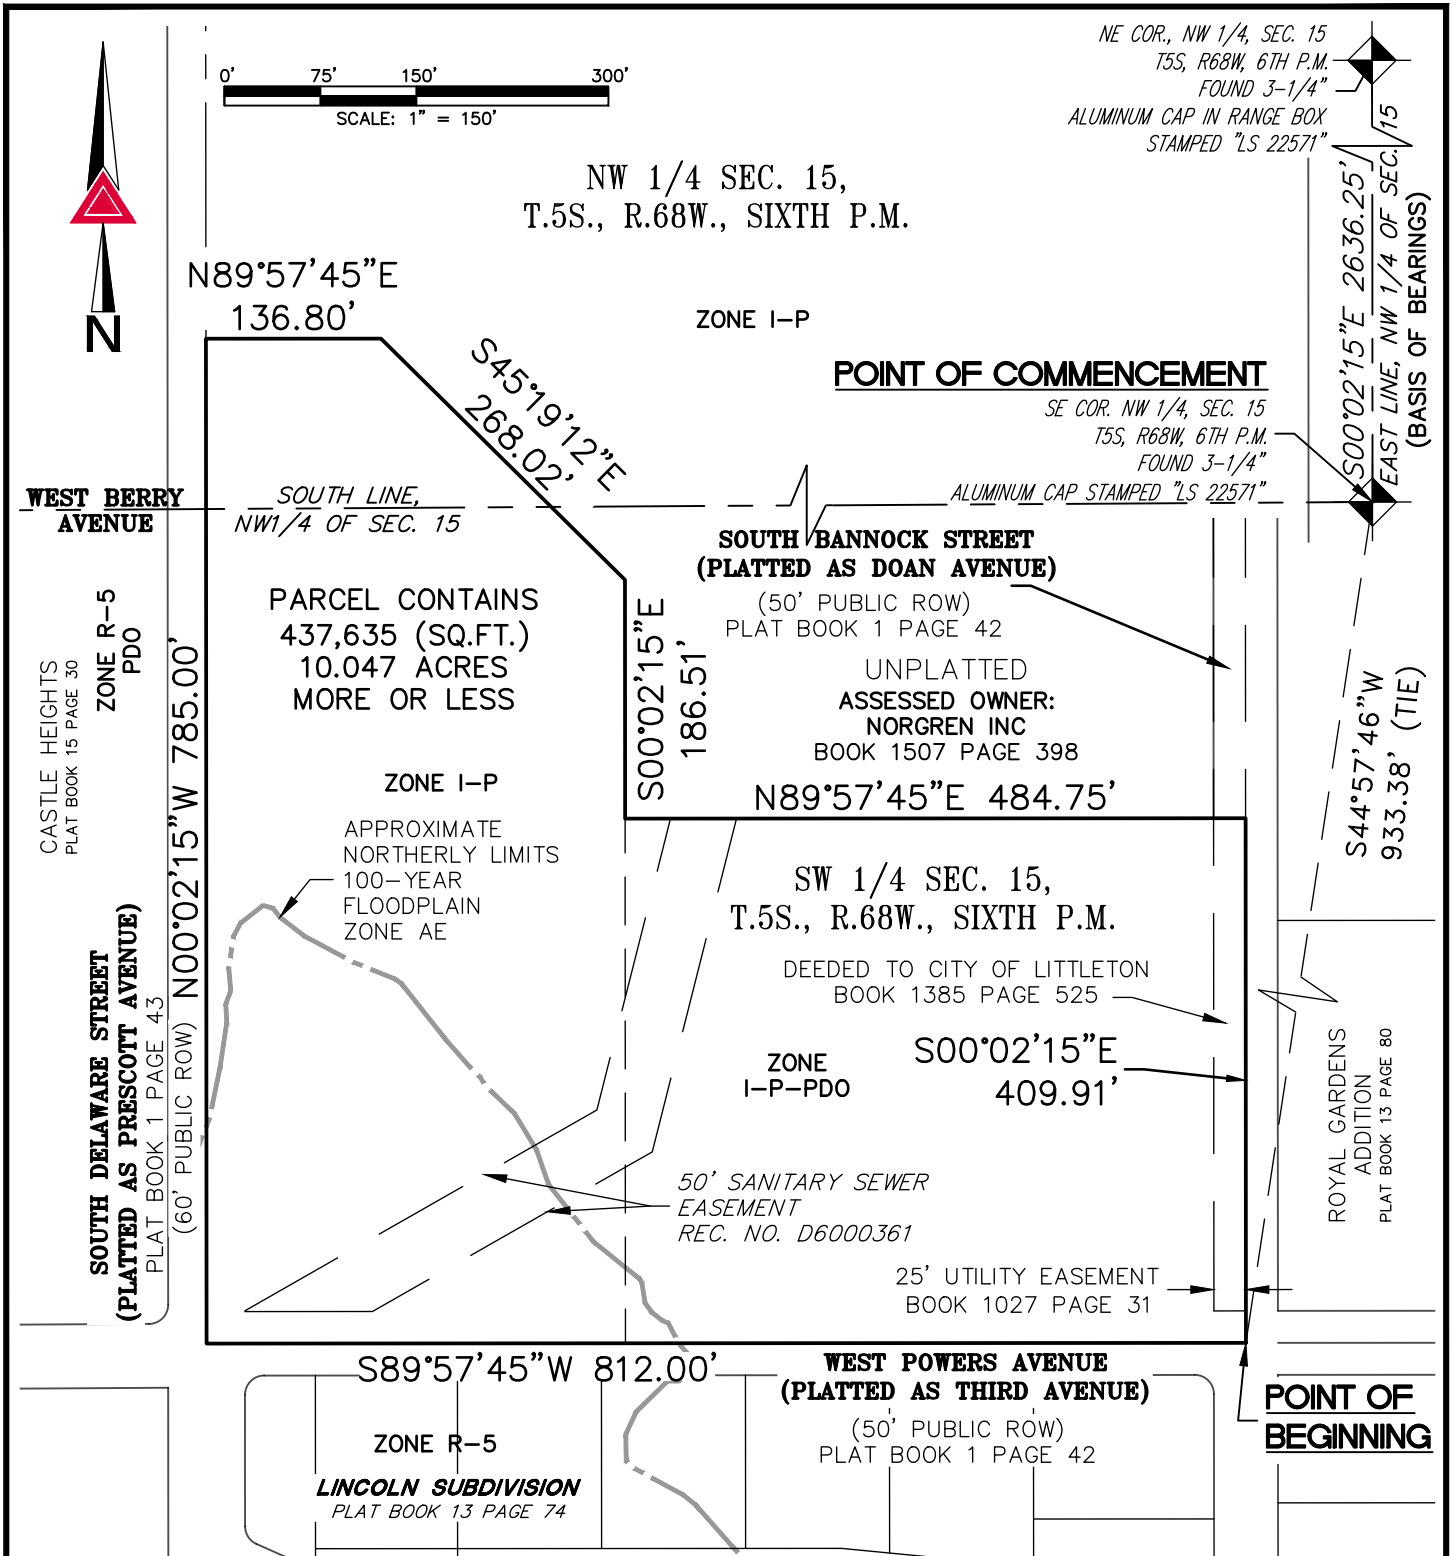 0' 75' 150' 300'
SCALE: 1" = 150'
N
NE COR., NW 1/4, SEC. 15
T5S, R68W, 6TH P.M.
FOUND 3-1/4"
ALUMINUM CAP IN RANGE BOX
STAMPED "LS 22571"
NW 1/4 SEC. 15,
T.5S., R.68W., SIXTH P.M.
S00°02'15"E 2636.25'
EAST LINE, NW 1/4 OF SEC. 15
(BASIS OF BEARINGS)
N89°57'45"E
136.80'
ZONE I-P
S45°19'12"E
268.02'
POINT OF COMMENCEMENT
SE COR. NW 1/4, SEC. 15
T5S, R68W, 6TH P.M.
FOUND 3-1/4"
ALUMINUM CAP STAMPED "LS 22571"
WEST BERRY
AVENUE
SOUTH LINE,
NW1/4 OF SEC. 15
SOUTH BANNOCK STREET
(PLATTED AS DOAN AVENUE)
(50' PUBLIC ROW)
PLAT BOOK 1 PAGE 42
PARCEL CONTAINS
437,635 (SQ.FT.)
10.047 ACRES
MORE OR LESS
S00°02'15"E
186.51'
UNPLATTED
ASSESSED OWNER:
NORGREN INC
BOOK 1507 PAGE 398
ZONE R-5
PDO
CASTLE HEIGHTS
PLAT BOOK 15 PAGE 30
N00°02'15"W 785.00'
S44°57'46"W
933.38' (TIE)
ZONE I-P
N89°57'45"E 484.75'
APPROXIMATE
NORTHERLY LIMITS
100-YEAR
FLOODPLAIN
ZONE AE
SW 1/4 SEC. 15,
T.5S., R.68W., SIXTH P.M.
DEEDED TO CITY OF LITTLETON
BOOK 1385 PAGE 525
SOUTH DELAWARE STREET
(PLATTED AS PRESCOTT AVENUE)
PLAT BOOK 1 PAGE 43
(60' PUBLIC ROW)
ZONE
I-P-PDO
S00°02'15"E
409.91'
ROYAL GARDENS
ADDITION
PLAT BOOK 13 PAGE 80
50' SANITARY SEWER
EASEMENT
REC. NO. D6000361
25' UTILITY EASEMENT
BOOK 1027 PAGE 31
S89°57'45"W 812.00'
WEST POWERS AVENUE
(PLATTED AS THIRD AVENUE)
(50' PUBLIC ROW)
PLAT BOOK 1 PAGE 42
POINT OF
BEGINNING
ZONE R-5
LINCOLN SUBDIVISION
PLAT BOOK 13 PAGE 74